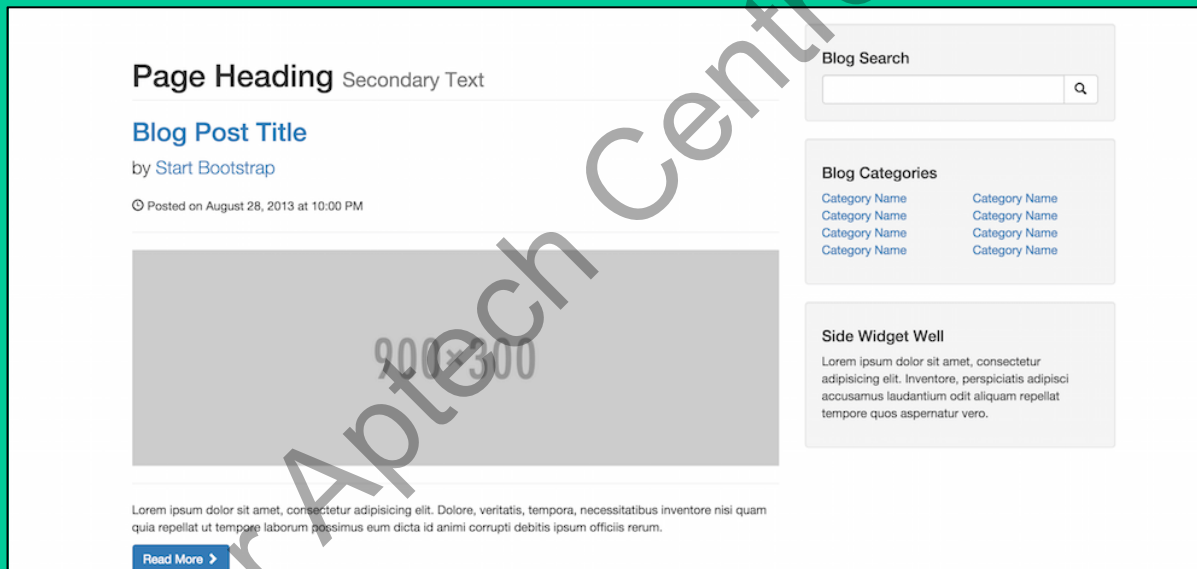 Page Heading Secondary Text
Blog Post Title
by Start Bootstrap
Posted on August 28, 2013 at 10:00 PM
900×300
Lorem ipsum dolor sit amet, consectetur adipisicing elit. Dolore, veritatis, tempora, necessitatibus inventore nisi quam
quia repellat ut tempore laborum possimus eum dicta id animi corrupti debitis ipsum officiis rerum.
Read More
Blog Search
Blog Categories
Category Name Category Name
Category Name Category Name
Category Name Category Name
Category Name Category Name
Side Widget Well
Lorem ipsum dolor sit amet, consectetur
adipisicing elit. Inventore, perspiciatis adipisci
accusamus laudantium odit aliquam repellat
tempore quos aspernatur vero.
Aptech